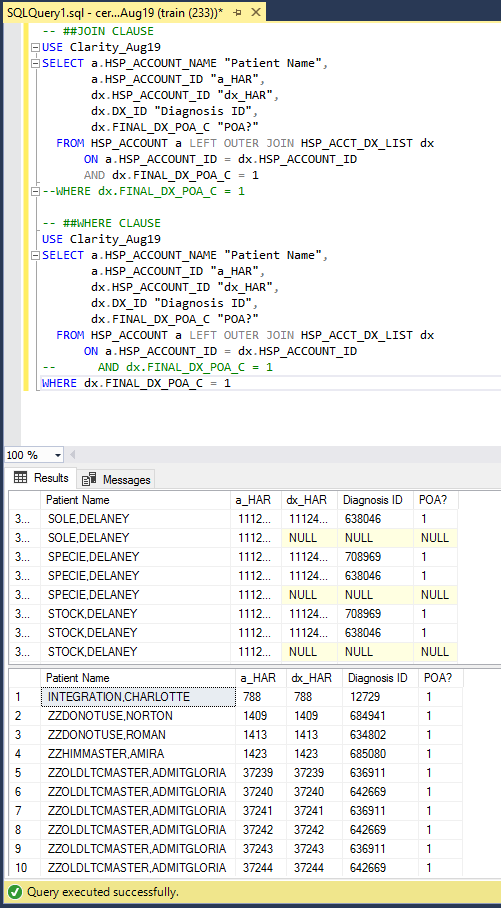 SQLQuery1.sql - cer...Aug19 (train (233))*
-- ##JOIN CLAUSE
USE Clarity_Aug19
SELECT a.HSP_ACCOUNT_NAME "Patient Name",
a.HSP_ACCOUNT_ID "a_HAR",
dx.HSP_ACCOUNT_ID "dx_HAR",
dx.DX_ID "Diagnosis ID",
dx.FINAL_DX_POA_C "POA?"
FROM HSP_ACCOUNT a LEFT OUTER JOIN HSP_ACCT_DX_LIST dx
ON a.HSP_ACCOUNT_ID = dx.HSP_ACCOUNT_ID
AND dx.FINAL_DX_POA_C = 1
--WHERE dx.FINAL_DX_POA_C = 1
-- ##WHERE CLAUSE
USE Clarity_Aug19
SELECT a.HSP_ACCOUNT_NAME "Patient Name",
a.HSP_ACCOUNT_ID "a_HAR",
dx.HSP_ACCOUNT_ID "dx_HAR",
dx.DX_ID "Diagnosis ID",
dx.FINAL_DX_POA_C "POA?"
FROM HSP_ACCOUNT a LEFT OUTER JOIN HSP_ACCT_DX_LIST dx
ON a.HSP_ACCOUNT_ID = dx.HSP_ACCOUNT_ID
-- AND dx.FINAL_DX_POA_C = 1
WHERE dx.FINAL_DX_POA_C = 1
100 %
Results Messages
Patient Name a_HAR dx_HAR Diagnosis ID POA?
3... SOLE,DELANEY 1112... 11124... 638046 1
3... SOLE,DELANEY 1112... NULL NULL NULL
3... SPECIE,DELANEY 1112... 11124... 708969 1
3... SPECIE,DELANEY 1112... 11124... 638046 1
3... SPECIE,DELANEY 1112... NULL NULL NULL
3... STOCK,DELANEY 1112... 11124... 708969 1
3... STOCK,DELANEY 1112... 11124... 638046 1
3... STOCK,DELANEY 1112... NULL NULL NULL
Patient Name a_HAR dx_HAR Diagnosis ID POA?
1 INTEGRATION,CHARLOTTE 788 788 12729 1
2 ZZDONOTUSE,NORTON 1409 1409 684941 1
3 ZZDONOTUSE,ROMAN 1413 1413 634802 1
4 ZZHIMMASTER,AMIRA 1423 1423 685080 1
5 ZZOLDLTCMASTER,ADMITGLORIA 37239 37239 636911 1
6 ZZOLDLTCMASTER,ADMITGLORIA 37240 37240 642669 1
7 ZZOLDLTCMASTER,ADMITGLORIA 37241 37241 636911 1
8 ZZOLDLTCMASTER,ADMITGLORIA 37242 37242 642669 1
9 ZZOLDLTCMASTER,ADMITGLORIA 37243 37243 636911 1
10 ZZOLDLTCMASTER,ADMITGLORIA 37244 37244 642669 1
Query executed successfully.